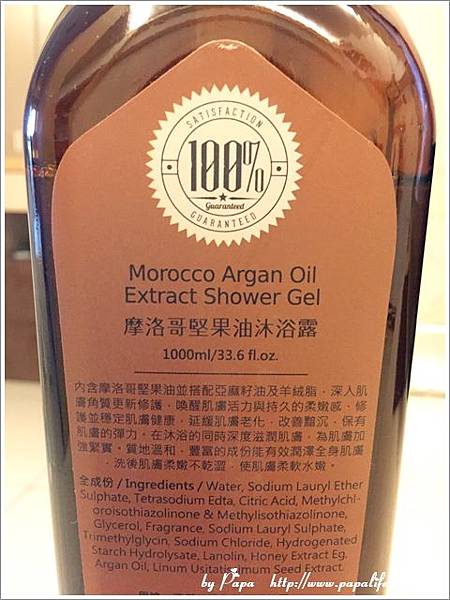 SATISFACTION
100%
Guaranteed
GUARANTEED
Morocco Argan Oil
Extract Shower Gel
摩洛哥堅果油沐浴露
1000ml/33.6 fl.oz.
內含摩洛哥堅果油並搭配亞麻籽油及羊絨脂，深入肌
膚角質更新修護，喚醒肌膚活力與持久的柔嫩感，修
護並穩定肌膚健康，延緩肌膚老化，改善黯沉，保有
肌膚的彈力。在沐浴的同時深度滋潤肌膚，為肌膚加
強緊實。質地溫和，豐富的成份能有效潤澤全身肌膚
，洗後肌膚柔嫩不乾澀，使肌膚柔軟水嫩。
全成份 / Ingredients / Water, Sodium Lauryl Ether
Sulphate, Tetrasodium Edta, Citric Acid, Methylchl-
oroisothiazolinone & Methylisothiazolinone,
Glycerol, Fragrance, Sodium Lauryl Sulphate,
Trimethylglycin, Sodium Chloride, Hydrogenated
Starch Hydrolysate, Lanolin, Honey Extract Eg,
Argan Oil, Linum Usitatissimum Seed Extract.
by Papa http://www.papalife.